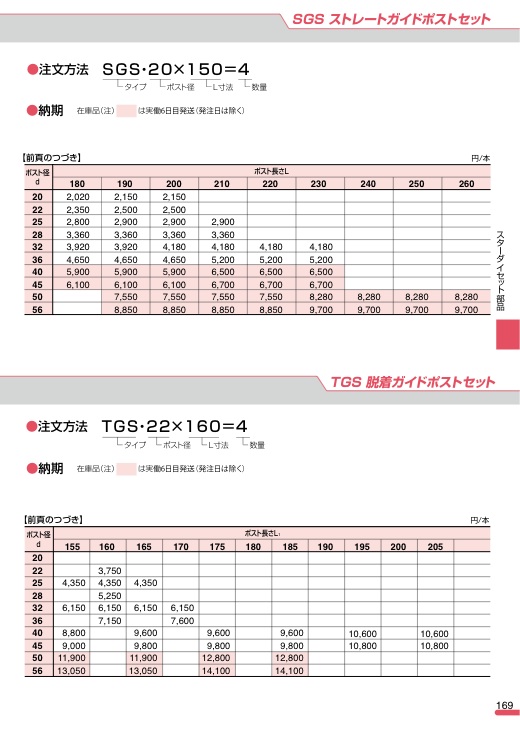 SGS ストレートガイドポストセット
●注文方法 SGS・20×150=4
タイプ ポスト径 L寸法 数量
●納期 在庫品(注) は実働6日目発送(発注日は除く)
【前頁のつづき】 円/本
ポスト径 d ポスト長さL
180 190 200 210 220 230 240 250 260
20 2,020 2,150 2,150
22 2,350 2,500 2,500
25 2,800 2,900 2,900 2,900
28 3,360 3,360 3,360 3,360
32 3,920 3,920 4,180 4,180 4,180 4,180
36 4,650 4,650 4,650 5,200 5,200 5,200
40 5,900 5,900 5,900 6,500 6,500 6,500
45 6,100 6,100 6,100 6,700 6,700 6,700
50 7,550 7,550 7,550 7,550 8,280 8,280 8,280 8,280
56 8,850 8,850 8,850 8,850 9,700 9,700 9,700 9,700
スターダイセット部品
TGS 脱着ガイドポストセット
●注文方法 TGS・22×160=4
タイプ ポスト径 L寸法 数量
●納期 在庫品(注) は実働6日目発送(発注日は除く)
【前頁のつづき】 円/本
ポスト径 d ポスト長さL₁
155 160 165 170 175 180 185 190 195 200 205
20
22 3,750
25 4,350 4,350 4,350
28 5,250
32 6,150 6,150 6,150 6,150
36 7,150 7,600
40 8,800 9,600 9,600 9,600 10,600 10,600
45 9,000 9,800 9,800 9,800 10,800 10,800
50 11,900 11,900 12,800 12,800
56 13,050 13,050 14,100 14,100
169